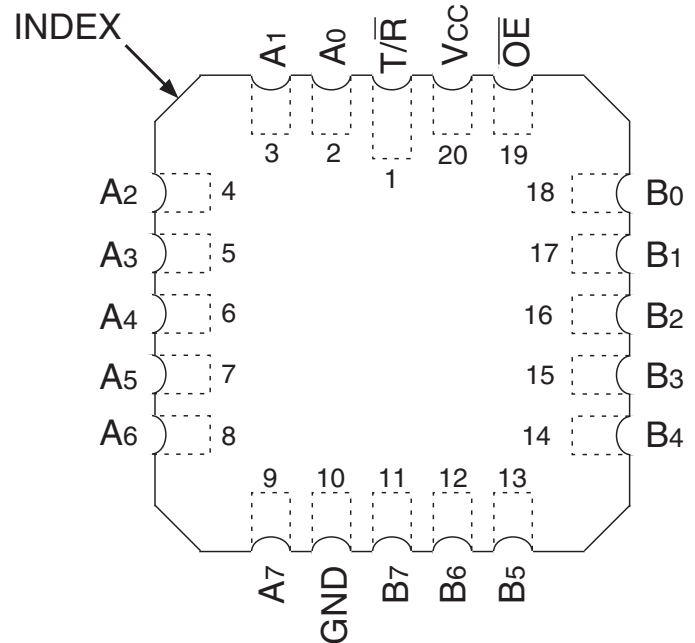 INDEX
A1 A0 T/R̅ VCC O̅E̅
3 2 1 20 19
A2 4 18 B0
A3 5 17 B1
A4 6 16 B2
A5 7 15 B3
A6 8 14 B4
9 10 11 12 13
A7 GND B7 B6 B5